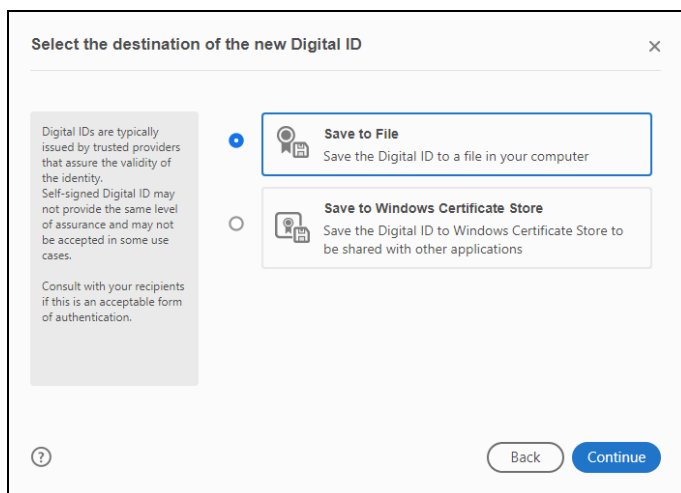 Select the destination of the new Digital ID
Digital IDs are typically
issued by trusted providers
that assure the validity of
the identity.
Self-signed Digital ID may
not provide the same level
of assurance and may not
be accepted in some use
cases.
Consult with your recipients
if this is an acceptable form
of authentication.
Save to File
Save the Digital ID to a file in your computer
Save to Windows Certificate Store
Save the Digital ID to Windows Certificate Store to
be shared with other applications
?
Back
Continue